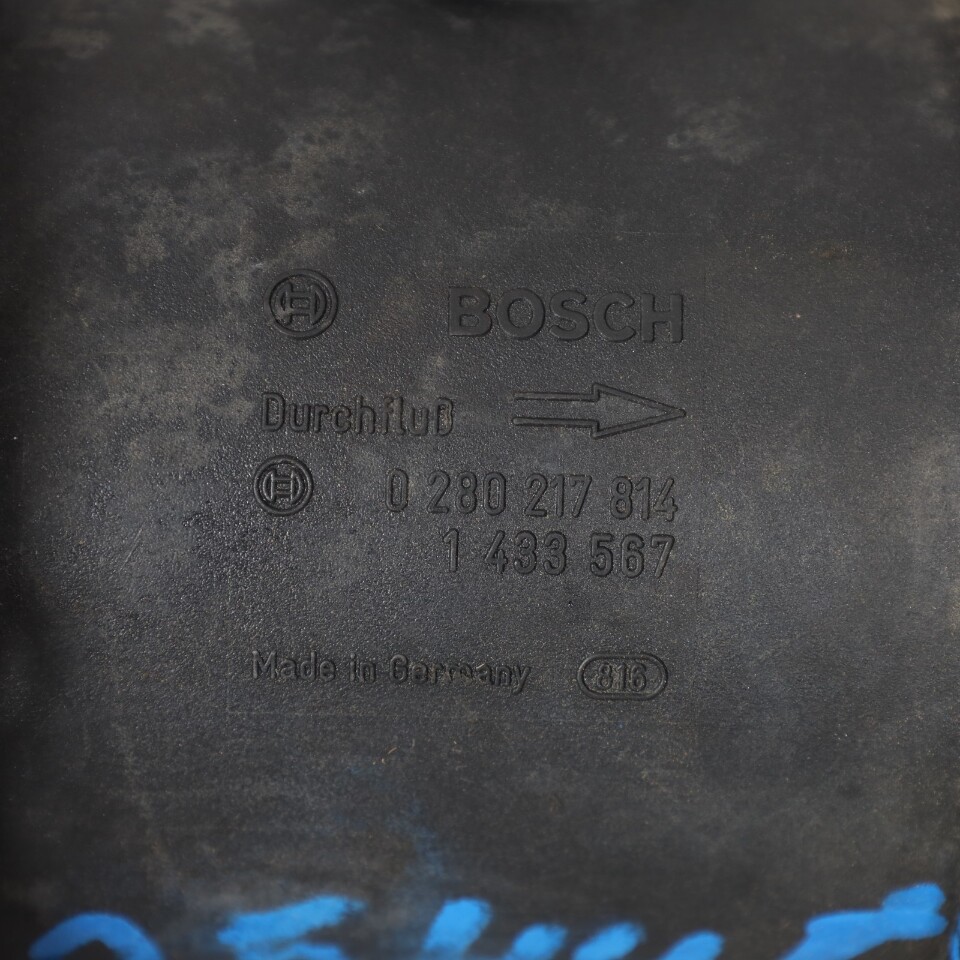 BOSCH
Durchfluß
0 280 217 814
1 433 567
Made in Germany 816